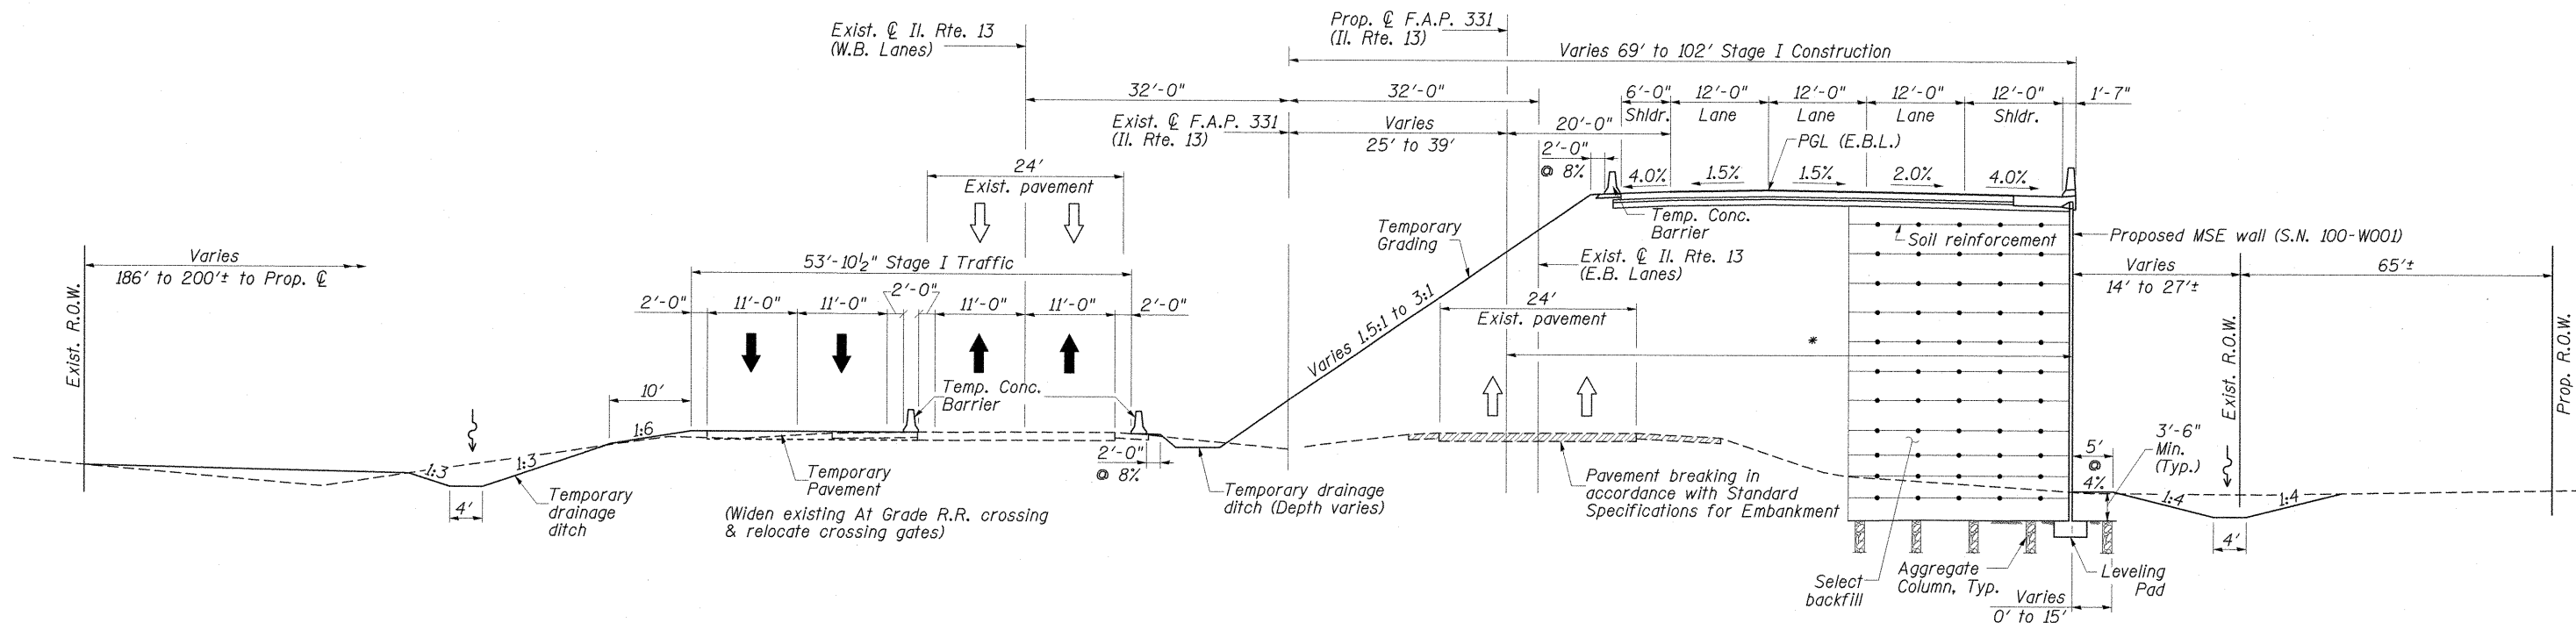 Exist. ℄ Il. Rte. 13
(W.B. Lanes)
Prop. ℄ F.A.P. 331
(Il. Rte. 13)
Varies 69' to 102' Stage I Construction
32'-0"
32'-0"
6'-0"
Shldr.
12'-0"
Lane
12'-0"
Lane
12'-0"
Lane
12'-0"
Shldr.
1'-7"
Exist. ℄ F.A.P. 331
(Il. Rte. 13)
Varies
25' to 39'
20'-0"
2'-0"
@ 8%
PGL (E.B.L.)
4.0%
1.5%
1.5%
2.0%
4.0%
24'
Exist. pavement
Temporary
Grading
Temp. Conc.
Barrier
Soil reinforcement
Proposed MSE wall (S.N. 100-W001)
Exist. R.O.W.
Varies
186' to 200'± to Prop. ℄
53'-10½" Stage I Traffic
Exist. ℄ Il. Rte. 13
(E.B. Lanes)
Varies
14' to 27'±
65'±
2'-0"
11'-0"
11'-0"
2'-0"
2'-0"
11'-0"
11'-0"
2'-0"
Varies 1.5:1 to 3:1
24'
Exist. pavement
*
Exist. R.O.W.
Prop. R.O.W.
10'
Temp. Conc.
Barrier
1:6
1:3
1:3
4'
Temporary
drainage
ditch
Temporary
Pavement
(Widen existing At Grade R.R. crossing
& relocate crossing gates)
2'-0"
@ 8%
Temporary drainage
ditch (Depth varies)
Pavement breaking in
accordance with Standard
Specifications for Embankment
5'
@
4%
3'-6"
Min.
(Typ.)
1:4
1:4
4'
Select
backfill
Aggregate
Column, Typ.
Leveling
Pad
Varies
0' to 15'